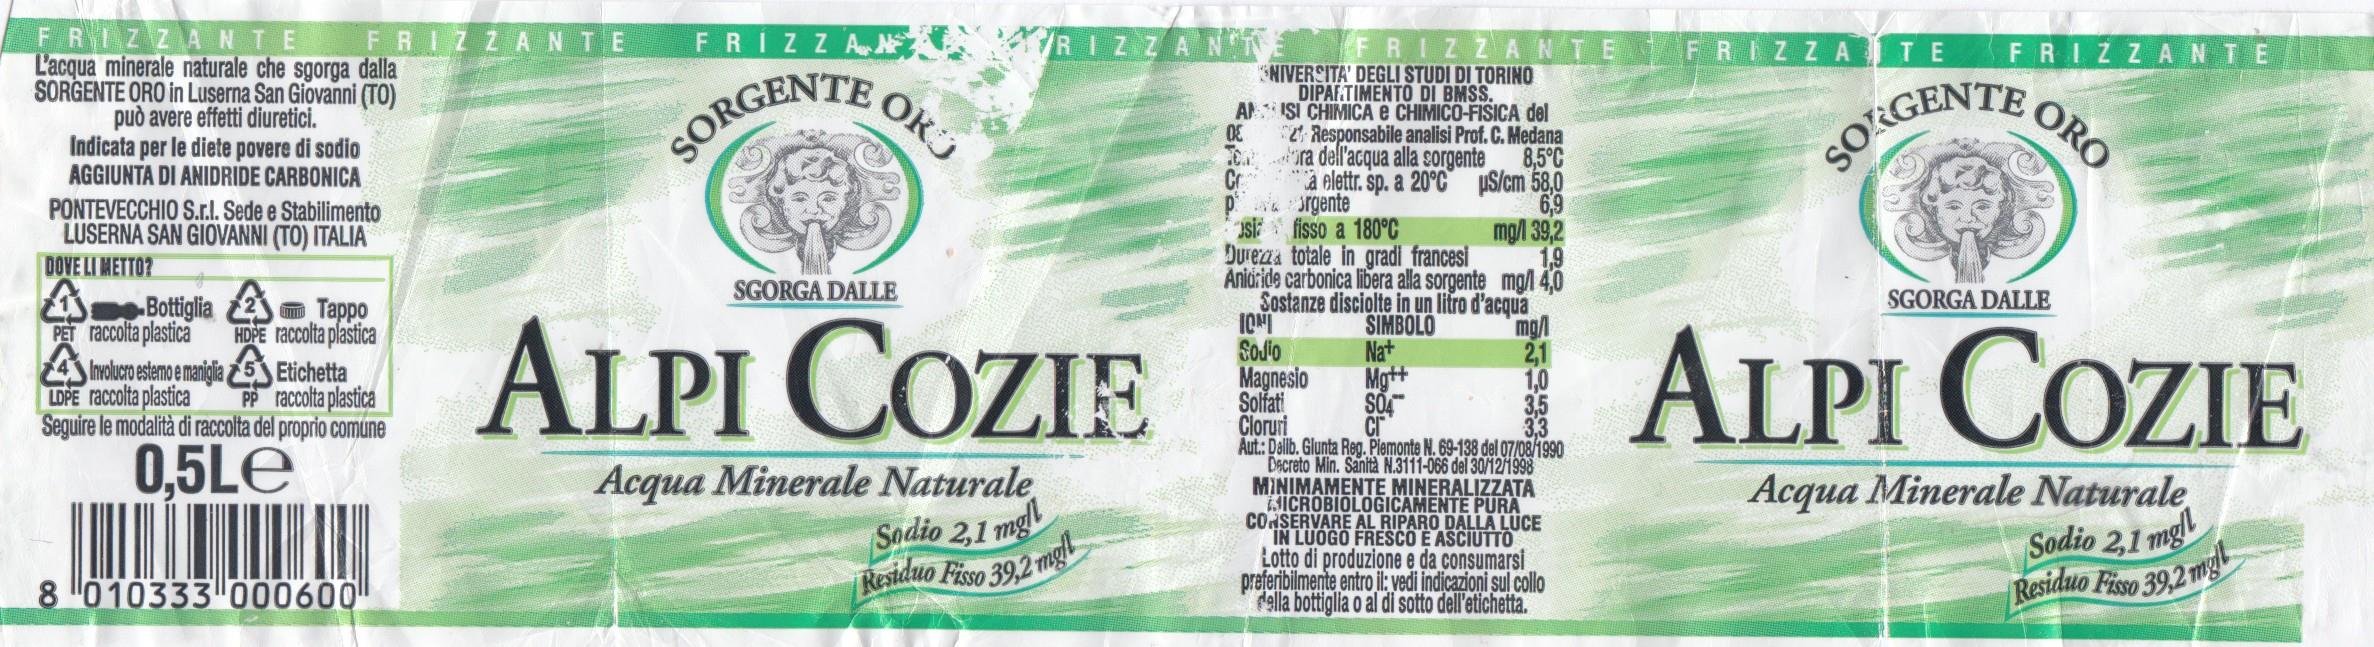 FRIZZANTE FRIZZANTE FRIZZAN RIZZANTE FRIZZANTE FRIZZA TE FRIZZANTE
L'acqua minerale naturale che sgorga dalla
SORGENTE ORO in Luserna San Giovanni (TO)
può avere effetti diuretici.
Indicata per le diete povere di sodio
AGGIUNTA DI ANIDRIDE CARBONICA
PONTEVECCHIO S.r.l. Sede e Stabilimento
LUSERNA SAN GIOVANNI (TO) ITALIA
DOVE LI METTO?
1 Bottiglia 2 Tappo
PET raccolta plastica HDPE raccolta plastica
4 Involucro esterno e maniglia 5 Etichetta
LDPE raccolta plastica PP raccolta plastica
Seguire le modalità di raccolta del proprio comune
0,5L e
8 010333 000600
SORGENTE ORO
SGORGA DALLE
ALPI COZIE
Acqua Minerale Naturale
Sodio 2,1 mg/l
Residuo Fisso 39,2 mg/l
UNIVERSITA' DEGLI STUDI DI TORINO
DIPARTIMENTO DI BMSS.
ANALISI CHIMICA e CHIMICO-FISICA del
Responsabile analisi Prof. C. Medana
dell'acqua alla sorgente 8,5°C
elettr. sp. a 20°C µS/cm 58,0
sorgente 6,9
fisso a 180°C mg/l 39,2
Durezza totale in gradi francesi 1,9
Anidride carbonica libera alla sorgente mg/l 4,0
Sostanze disciolte in un litro d'acqua
IONI SIMBOLO mg/l
Sodio Na+ 2,1
Magnesio Mg++ 1,0
Solfati SO4-- 3,5
Cloruri Cl- 3,3
Aut.: Delib. Giunta Reg. Piemonte N. 69-138 del 07/08/1990
Decreto Min. Sanità N.3111-066 del 30/12/1998
MINIMAMENTE MINERALIZZATA
MICROBIOLOGICAMENTE PURA
CONSERVARE AL RIPARO DALLA LUCE
IN LUOGO FRESCO E ASCIUTTO
Lotto di produzione e da consumarsi
preferibilmente entro il: vedi indicazioni sul collo
della bottiglia o al di sotto dell'etichetta.
SORGENTE ORO
SGORGA DALLE
ALPI COZIE
Acqua Minerale Naturale
Sodio 2,1 mg/l
Residuo Fisso 39,2 mg/l